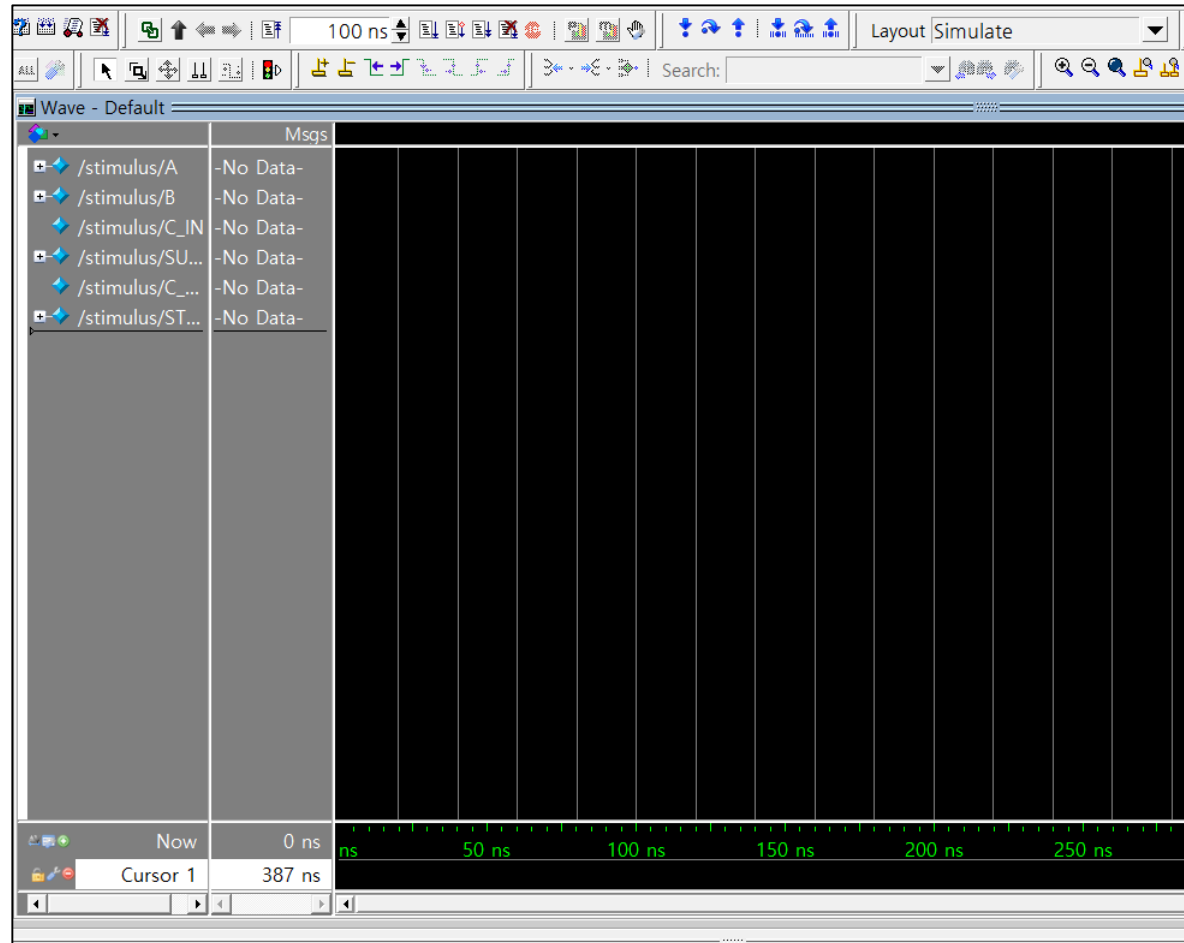 100 ns
Layout Simulate
ALL
Search:
Wave - Default
Msgs
/stimulus/A -No Data-
/stimulus/B -No Data-
/stimulus/C_IN -No Data-
/stimulus/SU... -No Data-
/stimulus/C_... -No Data-
/stimulus/ST... -No Data-
Now 0 ns
ns 50 ns 100 ns 150 ns 200 ns 250 ns
Cursor 1 387 ns